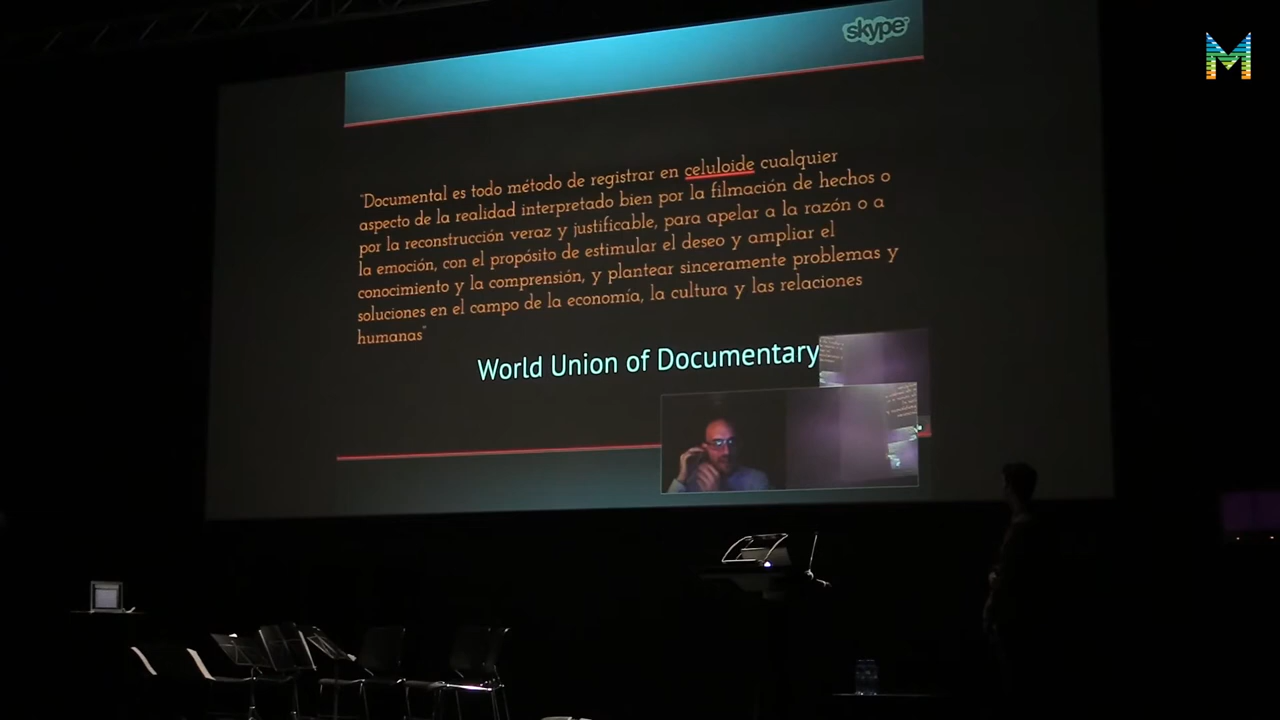 skype
M
"Documental es todo método de registrar en celuloide cualquier
aspecto de la realidad interpretado bien por la filmación de hechos o
por la reconstrucción veraz y justificable, para apelar a la razón o a
la emoción, con el propósito de estimular el deseo y ampliar el
conocimiento y la comprensión, y plantear sinceramente problemas y
soluciones en el campo de la economía, la cultura y las relaciones
humanas"
World Union of Documentary